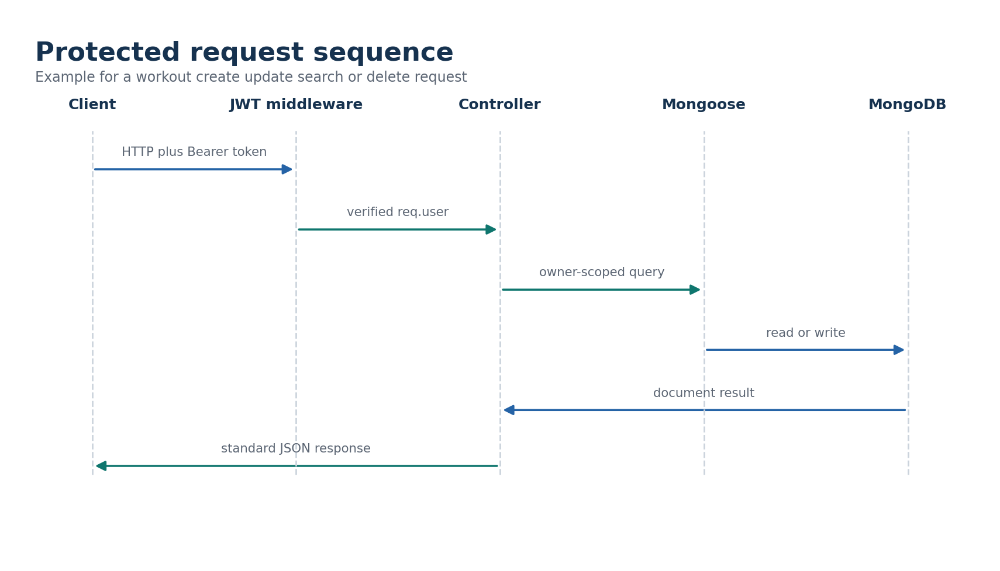 Protected request sequence
Example for a workout create update search or delete request
Client JWT middleware Controller Mongoose MongoDB
HTTP plus Bearer token
verified req.user
owner-scoped query
read or write
document result
standard JSON response